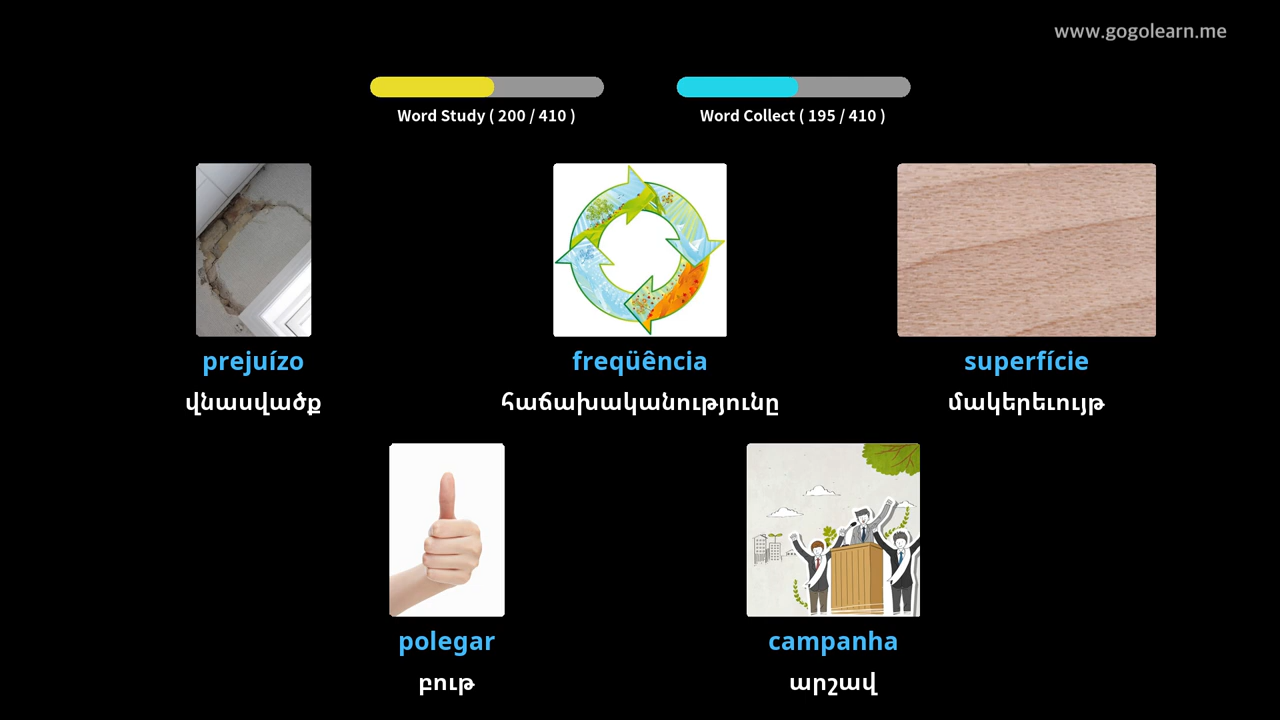 www.gogolearn.me
Word Study ( 200 / 410 )
Word Collect ( 195 / 410 )
prejuízo
freqüência
superfície
վնասվածք
հաճախականությունը
մակերեւույթ
polegar
campanha
բութ
արշավ